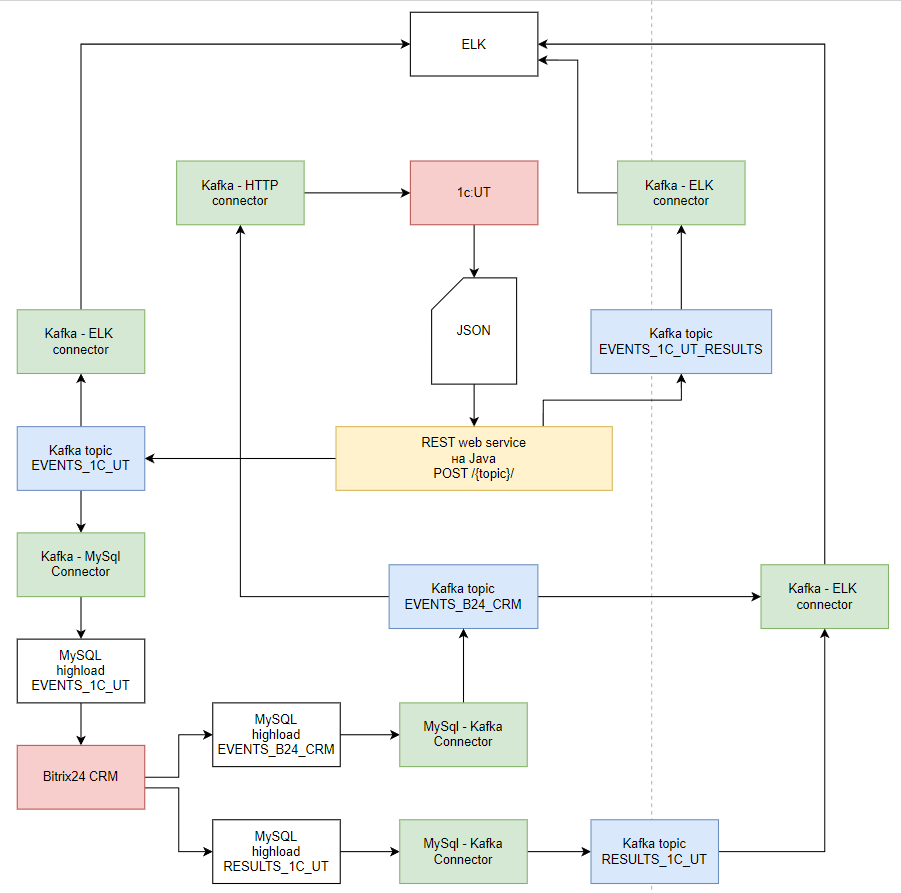 ELK
Kafka - HTTP
connector
1c:UT
Kafka - ELK
connector
JSON
Kafka - ELK
connector
Kafka topic
EVENTS_1C_UT_RESULTS
Kafka topic
EVENTS_1C_UT
REST web service
на Java
POST /{topic}/
Kafka - MySql
Connector
Kafka topic
EVENTS_B24_CRM
Kafka - ELK
connector
MySQL
highload
EVENTS_1C_UT
MySQL
highload
EVENTS_B24_CRM
MySql - Kafka
Connector
Bitrix24 CRM
MySQL
highload
RESULTS_1C_UT
MySql - Kafka
Connector
Kafka topic
RESULTS_1C_UT